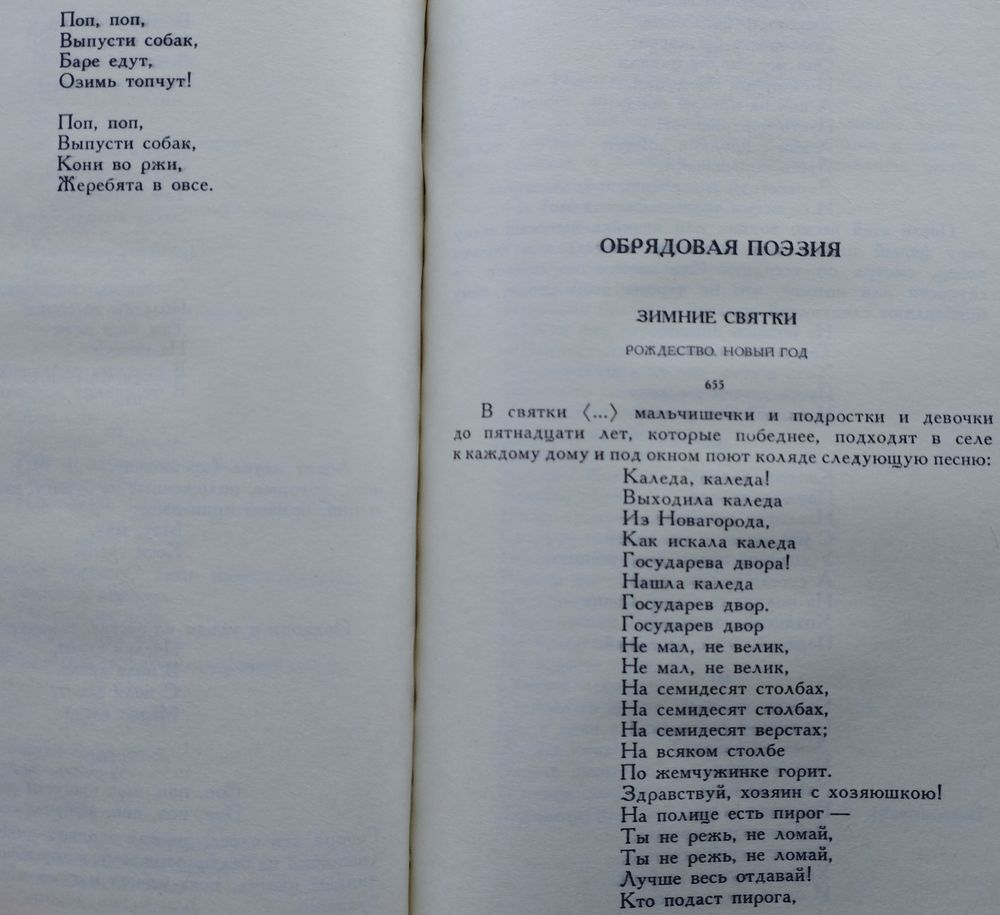 Поп, поп,
Выпусти собак,
Баре едут,
Озимь топчут!
Поп, поп,
Выпусти собак,
Кони во ржи,
Жеребята в овсе.
ОБРЯДОВАЯ ПОЭЗИЯ
ЗИМНИЕ СВЯТКИ
РОЖДЕСТВО. НОВЫЙ ГОД
655
В святки ⟨...⟩ мальчишечки и подростки и девочки
до пятнадцати лет, которые победнее, подходят в селе
к каждому дому и под окном поют коляде следующую песню:
Каледа, каледа!
Выходила каледа
Из Новагорода,
Как искала каледа
Государева двора!
Нашла каледа
Государев двор.
Государев двор
Не мал, не велик,
Не мал, не велик,
На семидесят столбах,
На семидесят столбах,
На семидесят верстах;
На всяком столбе
По жемчужинке горит.
Здравствуй, хозяин с хозяюшкою!
На полице есть пирог —
Ты не режь, не ломай,
Ты не режь, не ломай,
Лучше весь отдавай!
Кто подаст пирога,